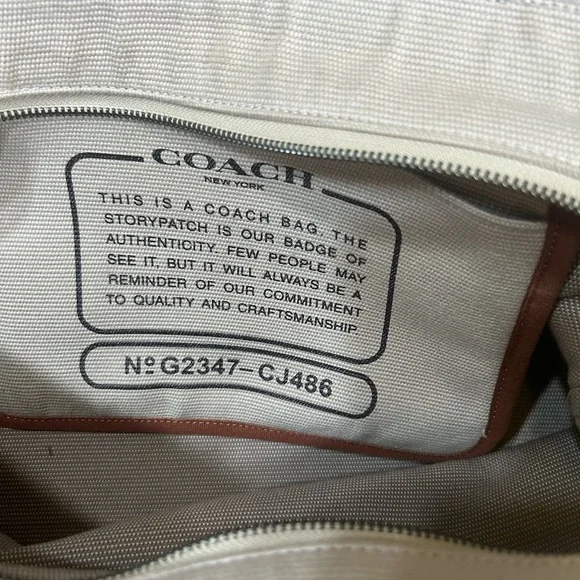 COACH
NEW YORK
THIS IS A COACH BAG. THE
STORYPATCH IS OUR BADGE OF
AUTHENTICITY. FEW PEOPLE MAY
SEE IT, BUT IT WILL ALWAYS BE A
REMINDER OF OUR COMMITMENT
TO QUALITY AND CRAFTSMANSHIP
Nº G2347-CJ486